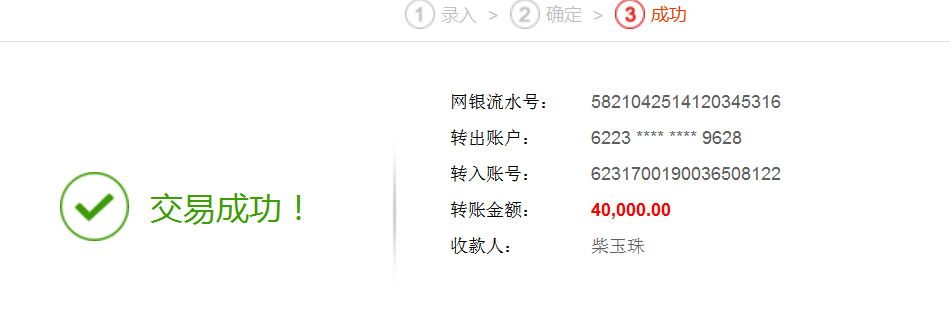 1 录入 > 2 确定 > 3 成功
网银流水号： 5821042514120345316
转出账户： 6223 **** **** 9628
转入账号： 6231700190036508122
交易成功！
转账金额： 40,000.00
收款人： 柴玉珠